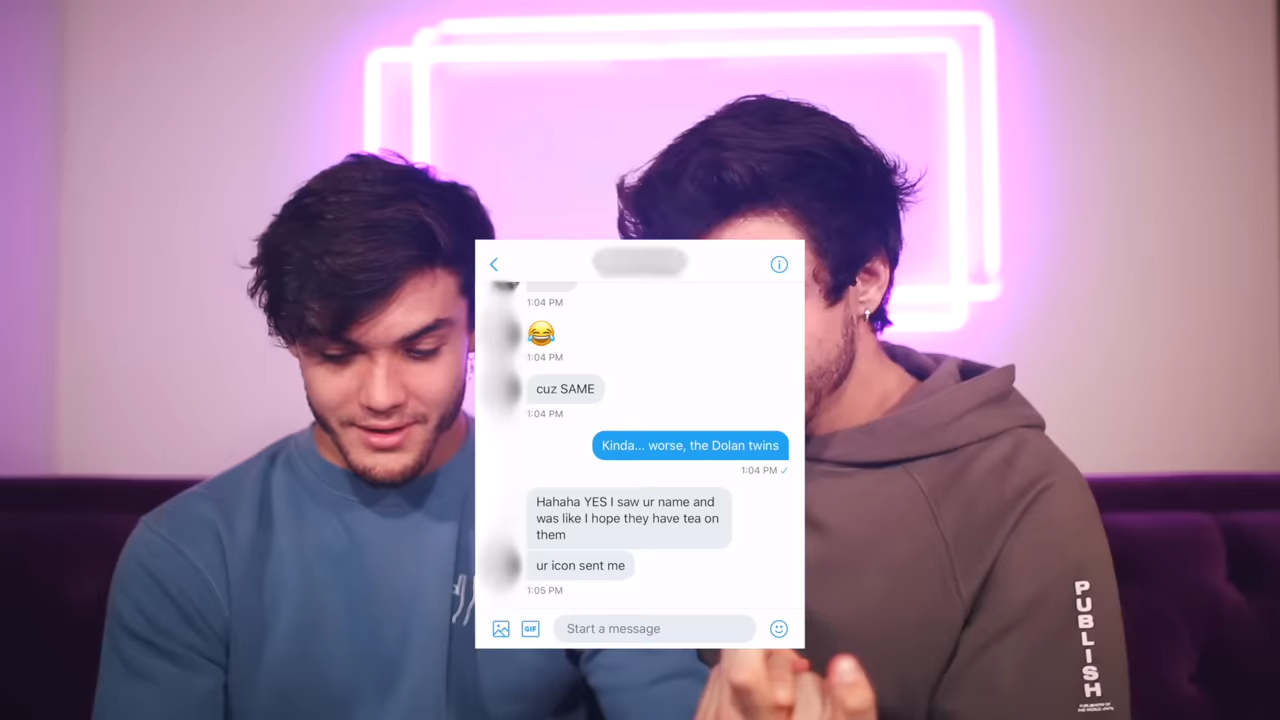 1:04 PM
😂
1:04 PM
cuz SAME
1:04 PM
Kinda... worse, the Dolan twins
1:04 PM ✓
Hahaha YES I saw ur name and
was like I hope they have tea on
them
ur icon sent me
1:05 PM
GIF
Start a message
PUBLISH